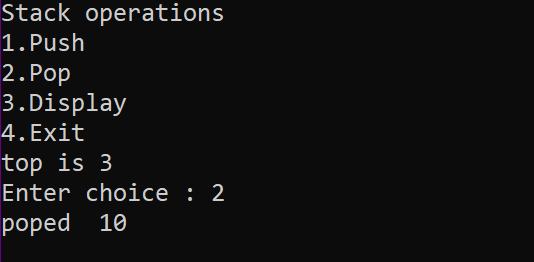 Stack operations
1.Push
2.Pop
3.Display
4.Exit
top is 3
Enter choice : 2
poped  10